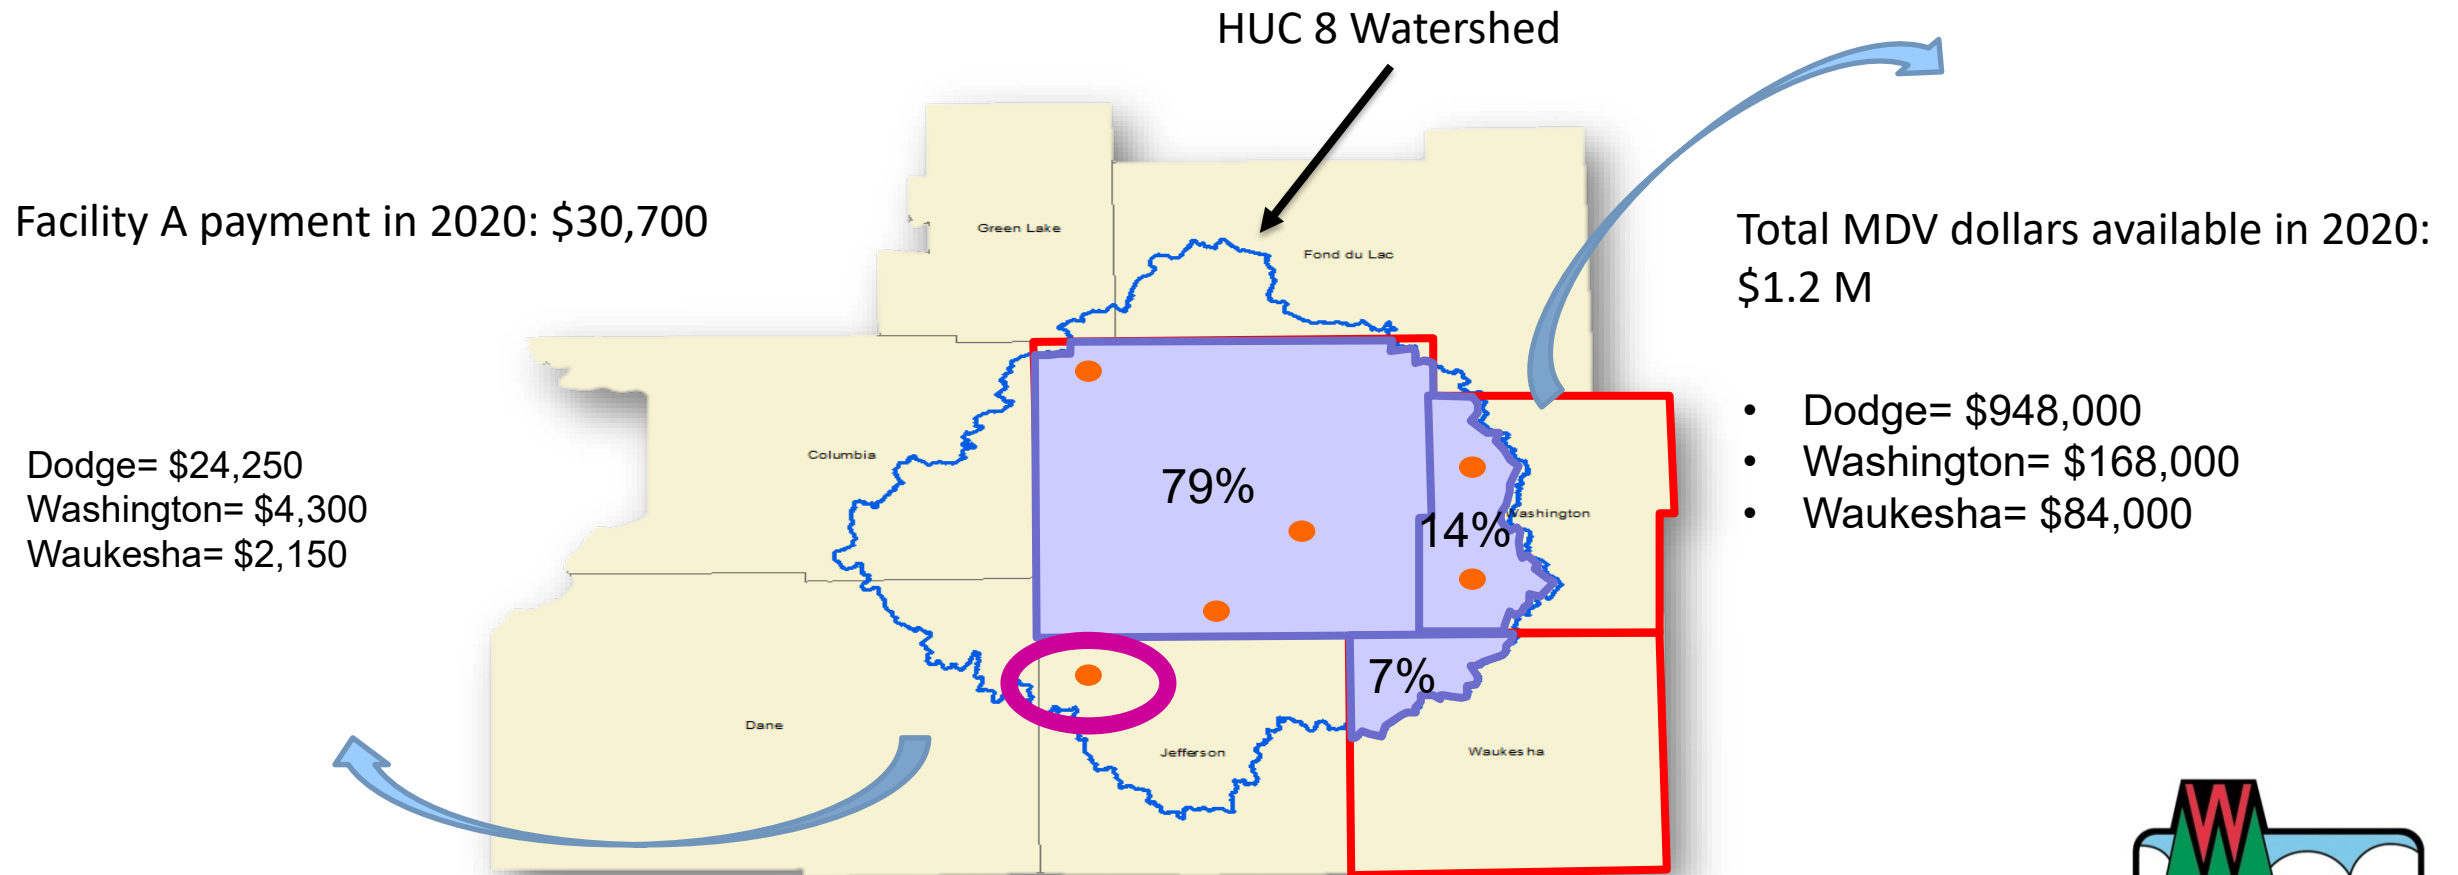 HUC 8 Watershed
Facility A payment in 2020: $30,700
Green Lake
Fond du Lac
Total MDV dollars available in 2020:
$1.2 M
Dodge= $24,250
Washington= $4,300
Waukesha= $2,150
Columbia
79%
14%
Washington
7%
• Dodge= $948,000
• Washington= $168,000
• Waukesha= $84,000
Dane
Jefferson
Waukesha
W